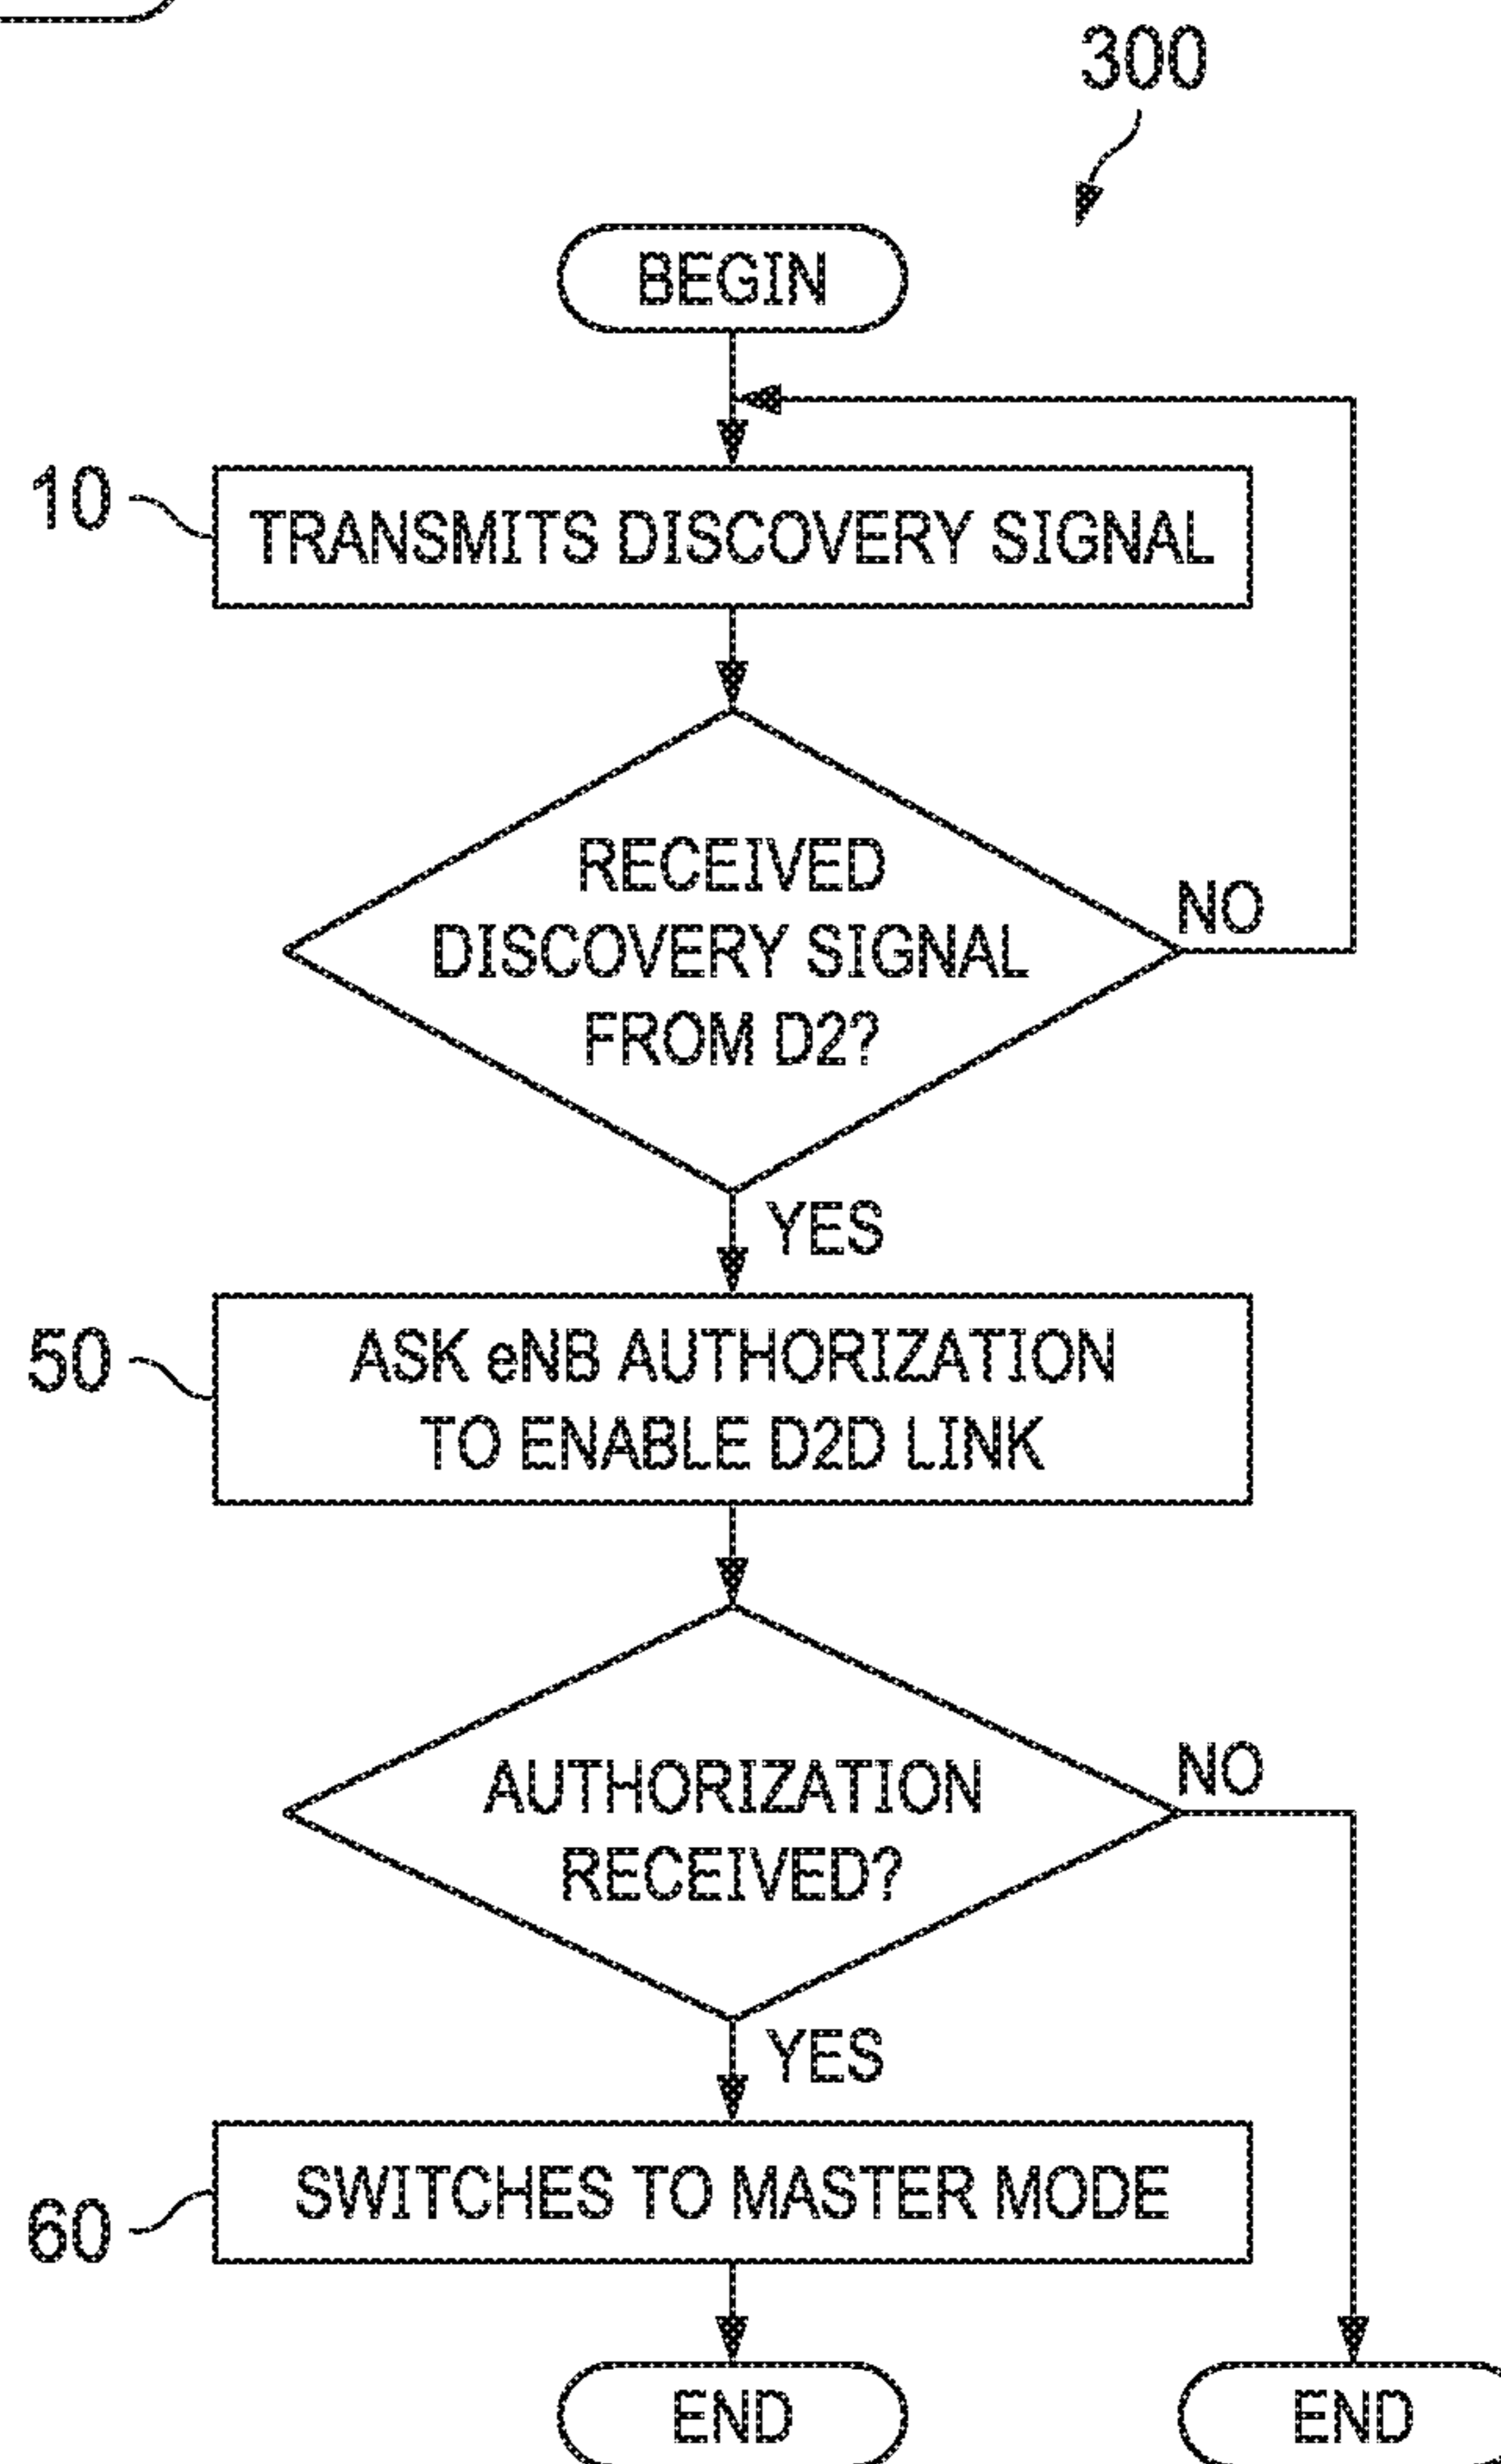 300
BEGIN
10
TRANSMITS DISCOVERY SIGNAL
RECEIVED
DISCOVERY SIGNAL
FROM D2?
NO
YES
50
ASK eNB AUTHORIZATION
TO ENABLE D2D LINK
AUTHORIZATION
RECEIVED?
NO
YES
60
SWITCHES TO MASTER MODE
END
END